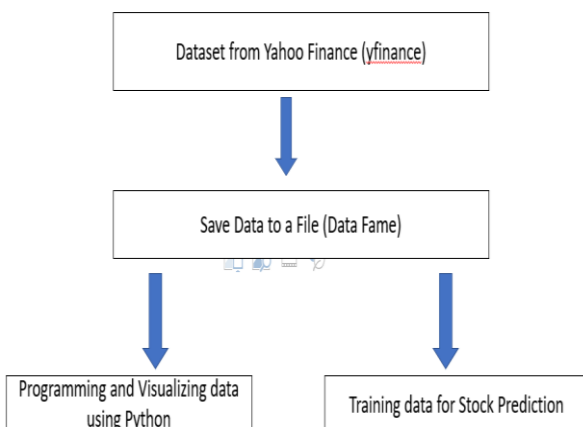 Dataset from Yahoo Finance (yfinance)
Save Data to a File (Data Fame)
Programming and Visualizing data
using Python
Training data for Stock Prediction